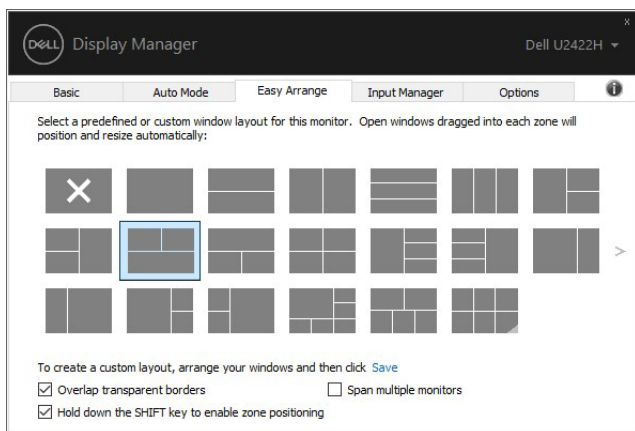 x
DELL Display Manager Dell U2422H
Basic Auto Mode Easy Arrange Input Manager Options
Select a predefined or custom window layout for this monitor. Open windows dragged into each zone will
position and resize automatically:
>
To create a custom layout, arrange your windows and then click Save
Overlap transparent borders Span multiple monitors
Hold down the SHIFT key to enable zone positioning